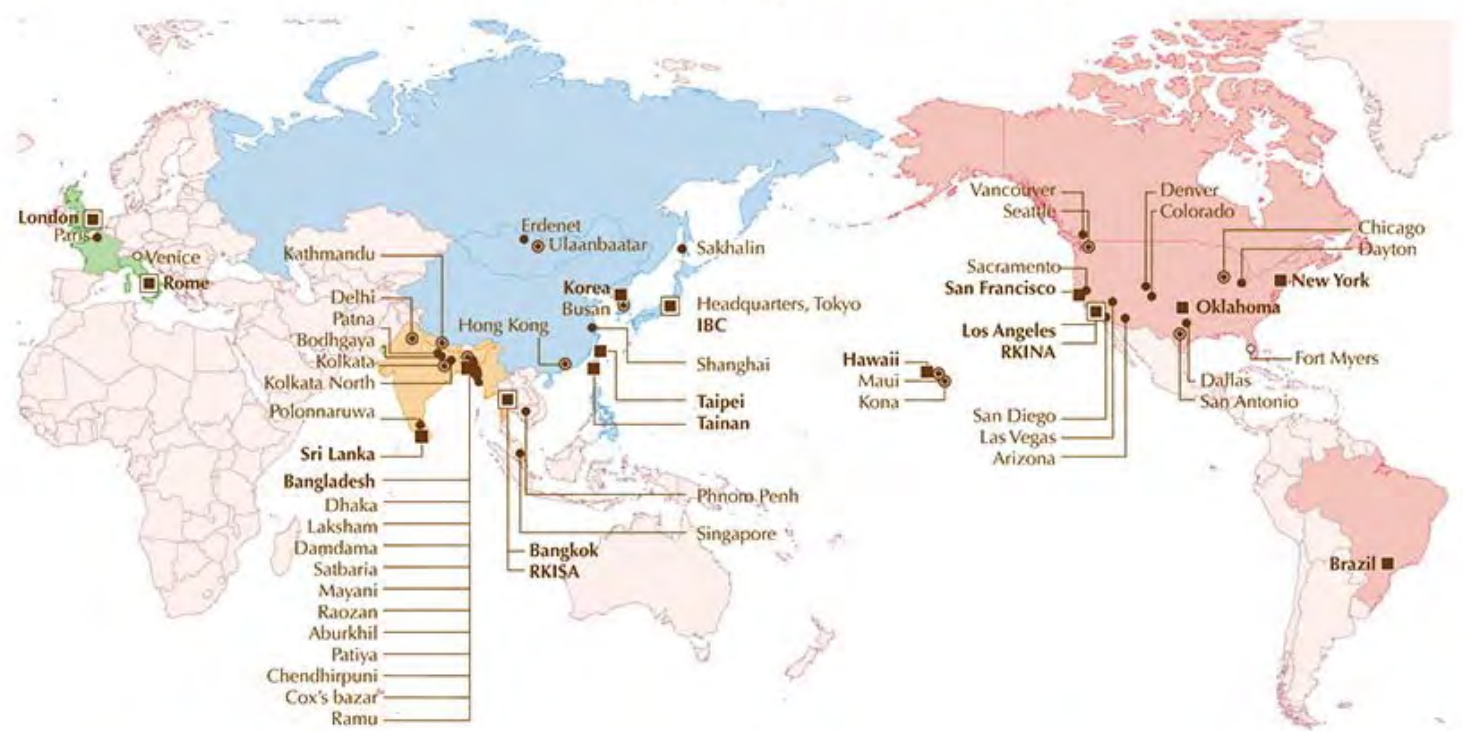 London
Paris
Venice
Rome
Kathmandu
Delhi
Patna
Bodhgaya
Kolkata
Kolkata North
Polonnaruwa
Sri Lanka
Bangladesh
Dhaka
Laksham
Damdama
Satbaria
Mayani
Raozan
Aburkhil
Patiya
Chendhirpuni
Cox's bazar
Ramu
Erdenet
Ulaanbaatar
Sakhalin
Korea
Busan
Hong Kong
Headquarters, Tokyo
IBC
Shanghai
Taipei
Tainan
Phnom Penh
Singapore
Bangkok
RKISA
Hawaii
Maui
Kona
Vancouver
Seattle
Sacramento
San Francisco
Los Angeles
RKINA
San Diego
Las Vegas
Arizona
Denver
Colorado
Chicago
Dayton
New York
Oklahoma
Fort Myers
Dallas
San Antonio
Brazil